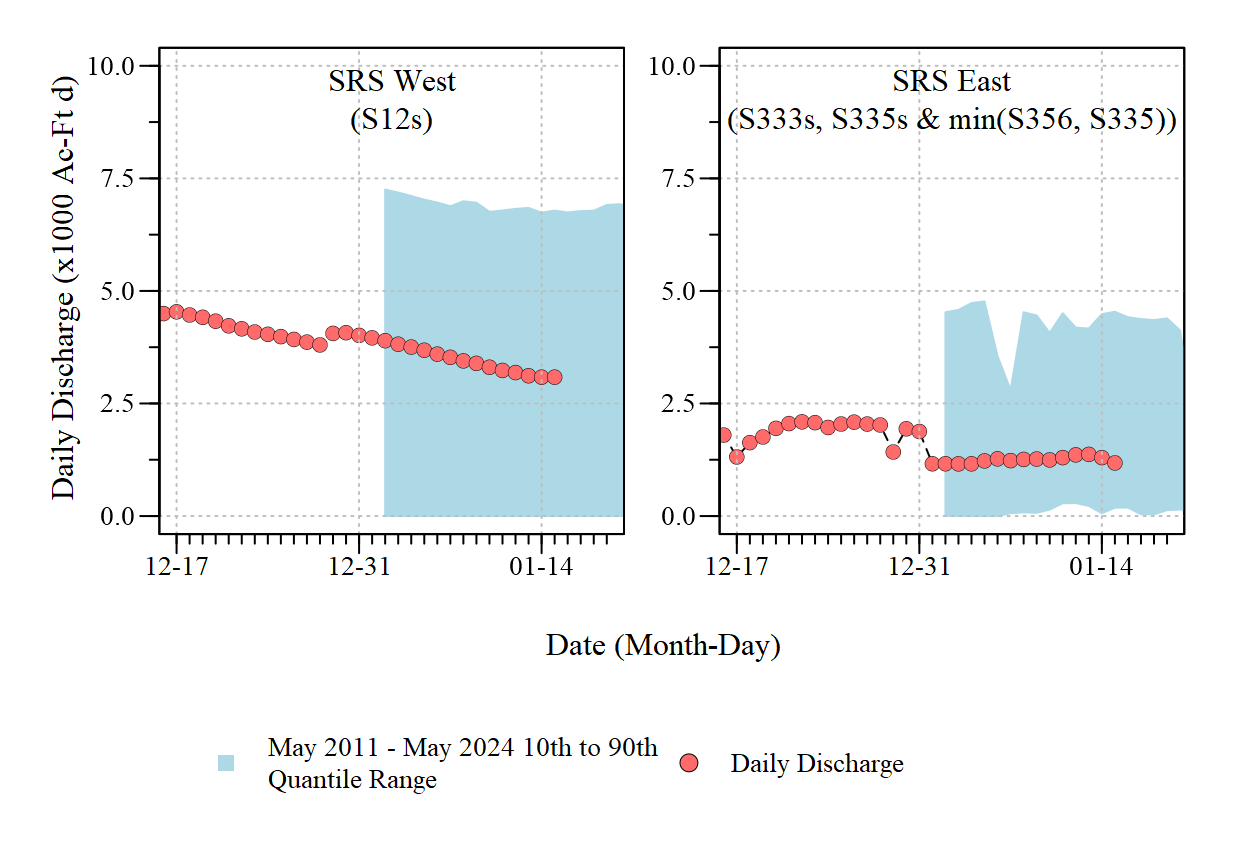 SRS West
(S12s)
SRS East
(S333s, S335s & min(S356, S335))
Daily Discharge (x1000 Ac-Ft d)
10.0
7.5
5.0
2.5
0.0
12-17
12-31
01-14
10.0
7.5
5.0
2.5
0.0
12-17
12-31
01-14
Date (Month-Day)
May 2011 - May 2024 10th to 90th
Quantile Range
Daily Discharge